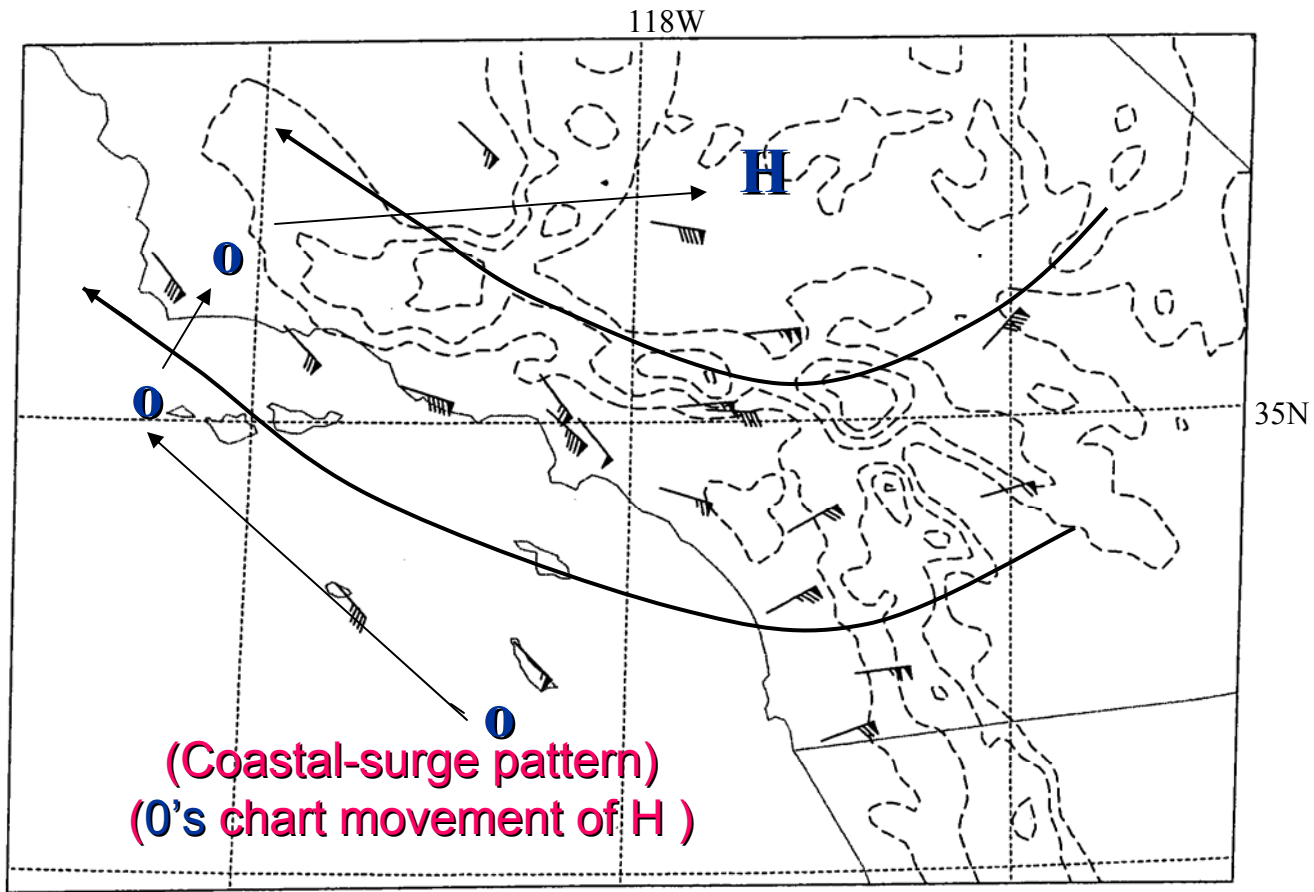 118W
H
0
0
35N
0
(Coastal-surge pattern)
(0's chart movement of H )